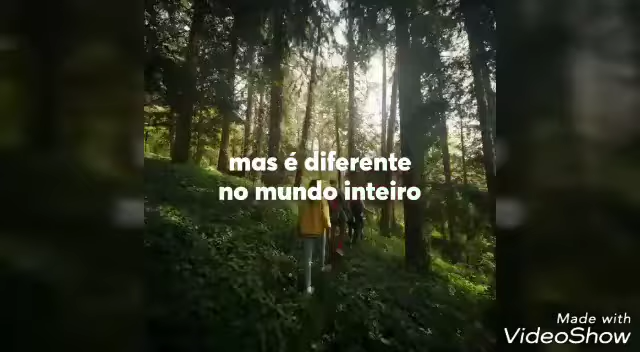 mas é diferente
no mundo inteiro
Made with
VideoShow